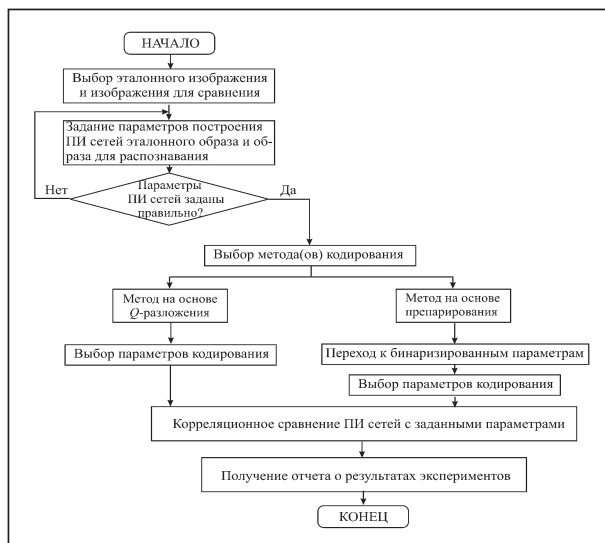 НАЧАЛО
Выбор эталонного изображения
и изображения для сравнения
Задание параметров построения
ПИ сетей эталонного образа и об-
раза для распознавания
Нет
Параметры
ПИ сетей заданы
правильно?
Да
Выбор метода(ов) кодирования
Метод на основе
Q-разложения
Метод на основе
препарирования
Выбор параметров кодирования
Переход к бинаризированным параметрам
Выбор параметров кодирования
Корреляционное сравнение ПИ сетей с заданными параметрами
Получение отчета о результатах экспериментов
КОНЕЦ